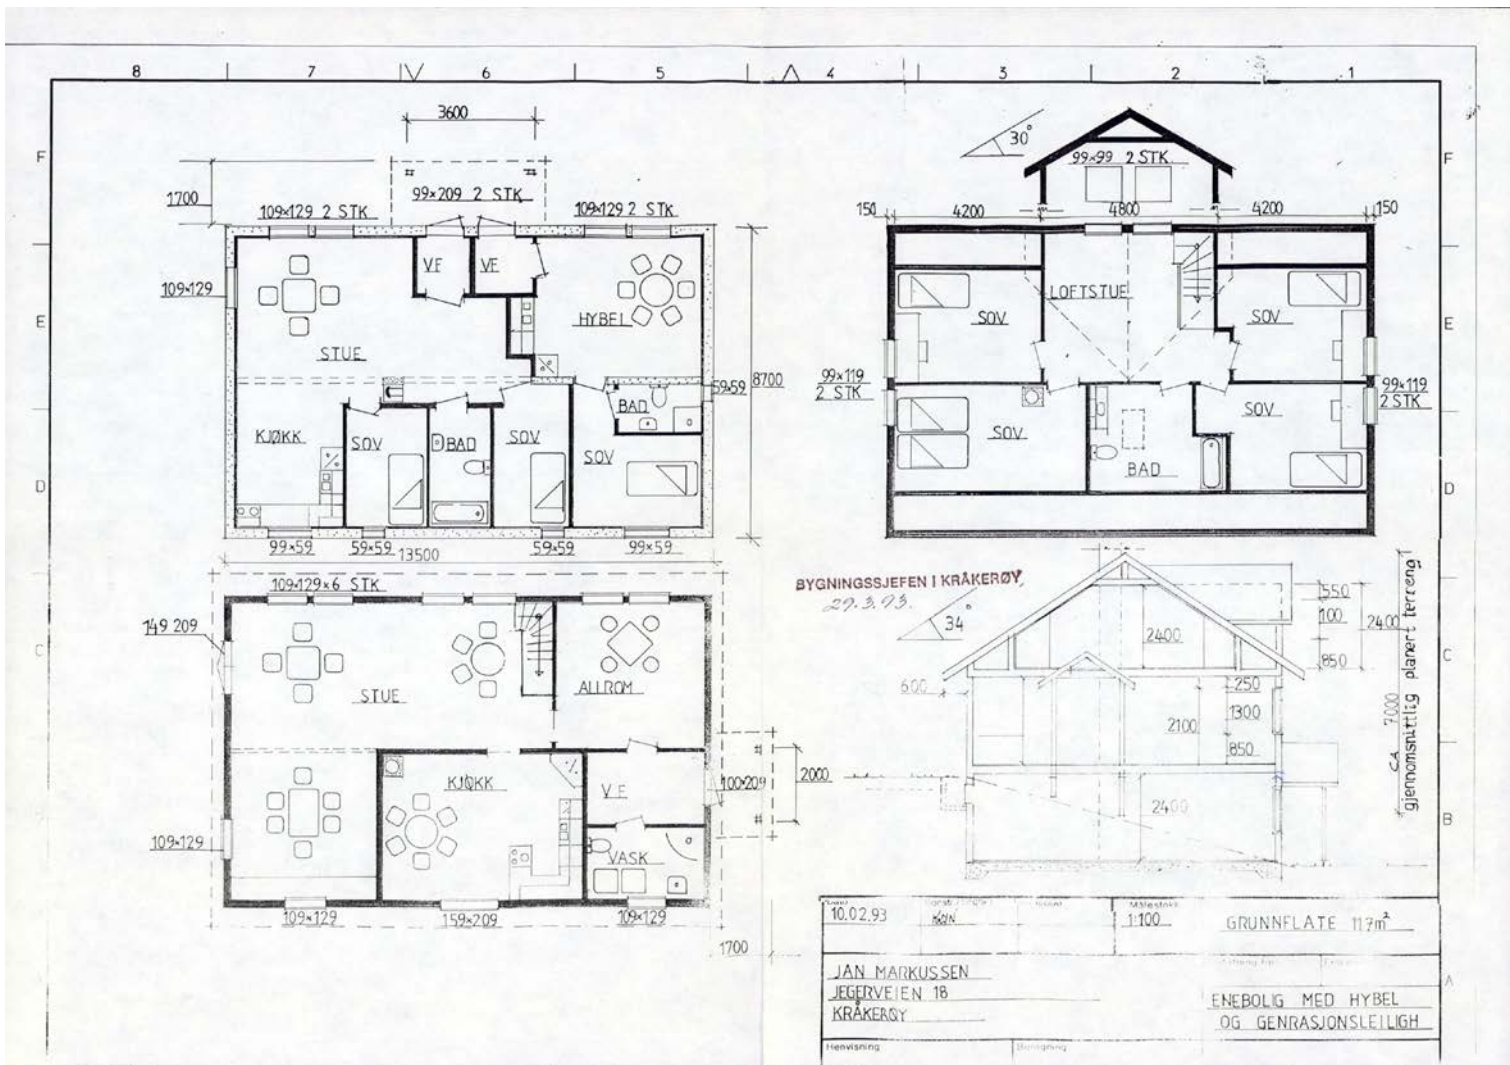 8 7 6 5 4 3 2 1
F
E
D
C
F
E
D
C
B
A
3600
1700
99×209 2 STK
109×129 2 STK
109×129 2 STK
109×129
VF
VF
HYBEL
STUE
59×59
8700
BAD
KJØKK
SOV
BAD
SOV
SOV
99×59
59×59
59×59
99×59
13500
30°
99×99 2 STK
150
4200
4800
4200
150
LOFTSTUE
SOV
SOV
99×119
2 STK
99×119
2 STK
SOV
SOV
BAD
109×129×6 STK
149 209
STUE
ALLROM
KJØKK
V.F.
100×209
2000
109×129
VASK
109×129
159×209
109×129
1700
BYGNINGSSJEFEN I KRÅKERØY,
29.3.93.
34°
550
100
2400
2400
850
600
250
2100
1300
850
2400
CA 7000
gjennomsnittlig planert terreng
10.02.93
Målestokk
1:100
GRUNNFLATE 117m²
JAN MARKUSSEN
JEGERVEIEN 18
KRÅKERØY
ENEBOLIG MED HYBEL
OG GENRASJONSLEILIGH
Henvisning
Beregning